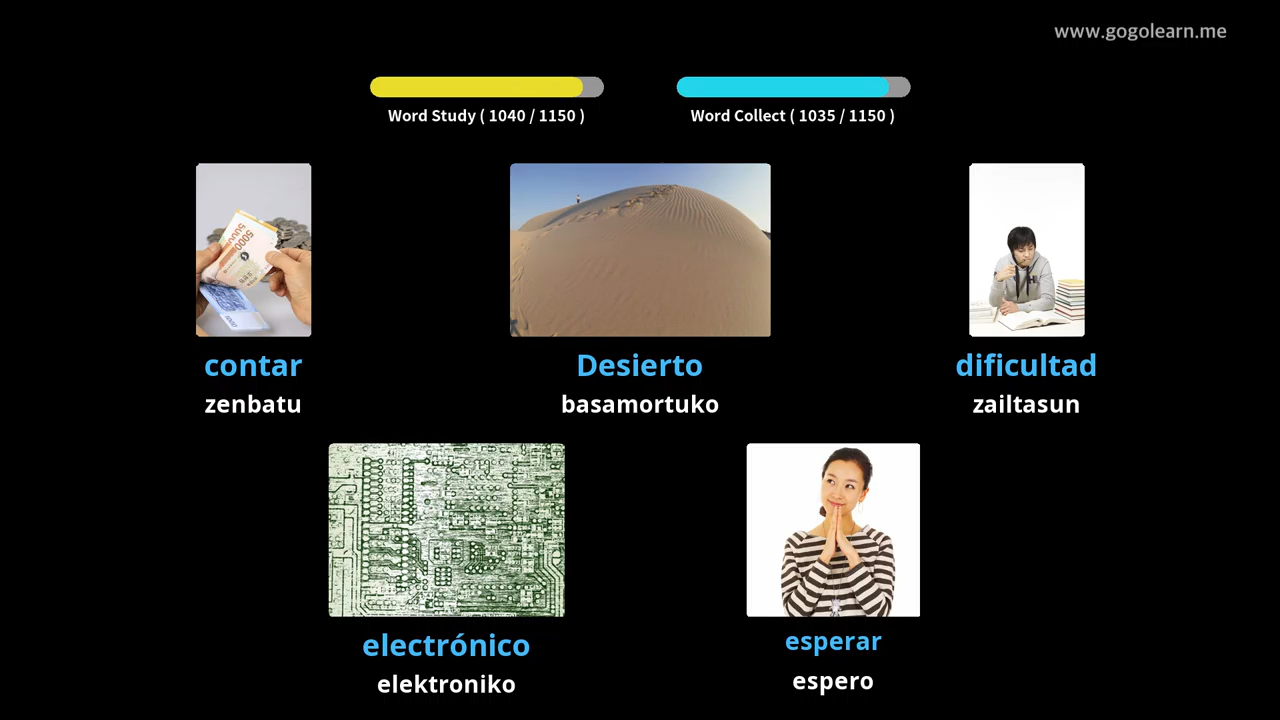 www.gogolearn.me
Word Study ( 1040 / 1150 )
Word Collect ( 1035 / 1150 )
contar
zenbatu
Desierto
basamortuko
dificultad
zailtasun
electrónico
elektroniko
esperar
espero